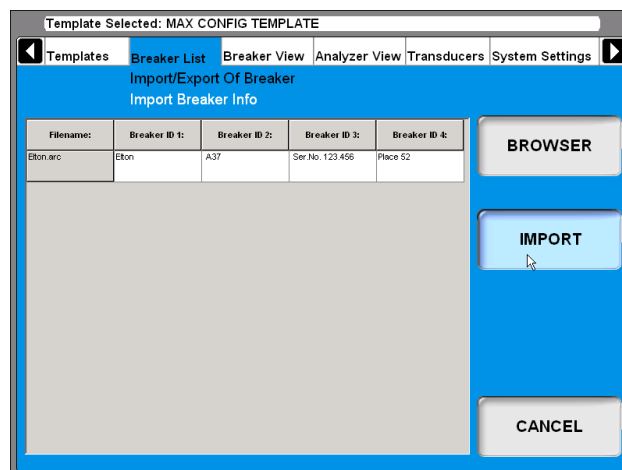 Template Selected: MAX CONFIG TEMPLATE
Templates Breaker List Breaker View Analyzer View Transducers System Settings
Import/Export Of Breaker
Import Breaker Info
Filename: Breaker ID 1: Breaker ID 2: Breaker ID 3: Breaker ID 4:
Elton.arc Elton A37 Ser.No. 123.456 Place 52
BROWSER
IMPORT
CANCEL